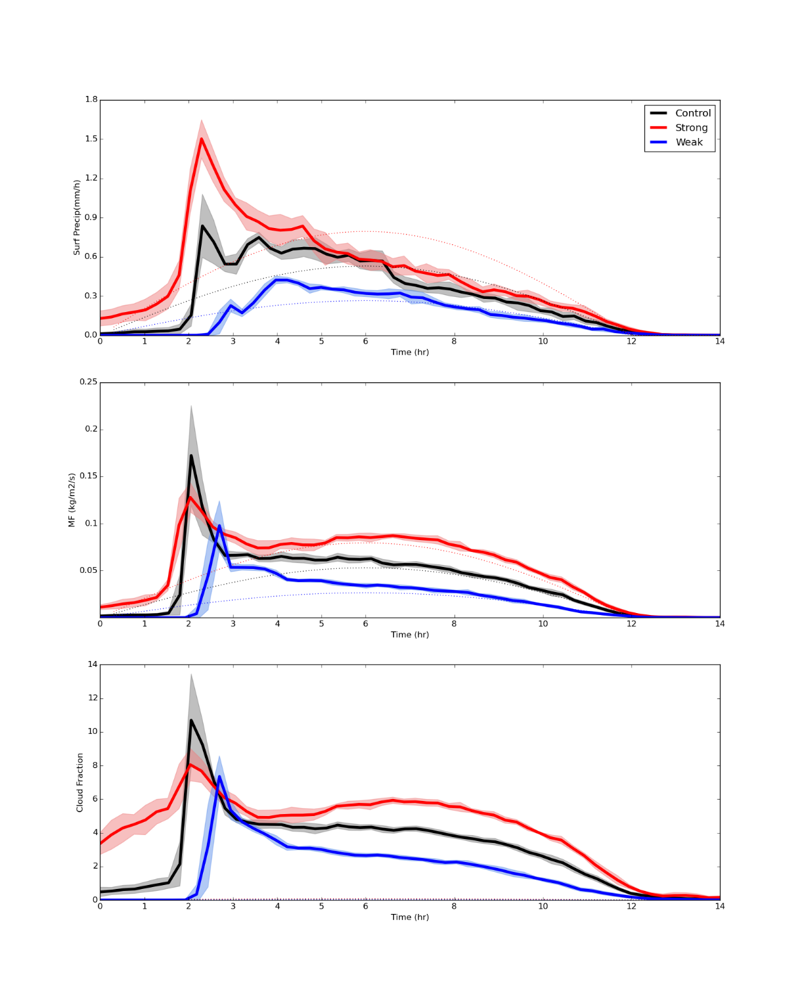 1.8
1.5
1.2
0.9
0.6
0.3
0.0
Surf Precip(mm/h)
Control
Strong
Weak
0 1 2 3 4 5 6 8 10 12 14
Time (hr)
0.25
0.2
0.15
0.1
0.05
MF (kg/m2/s)
0 1 2 3 4 5 6 8 10 12 14
Time (hr)
14
12
10
8
6
4
2
0
Cloud Fraction
0 1 2 3 4 5 6 8 10 12 14
Time (hr)